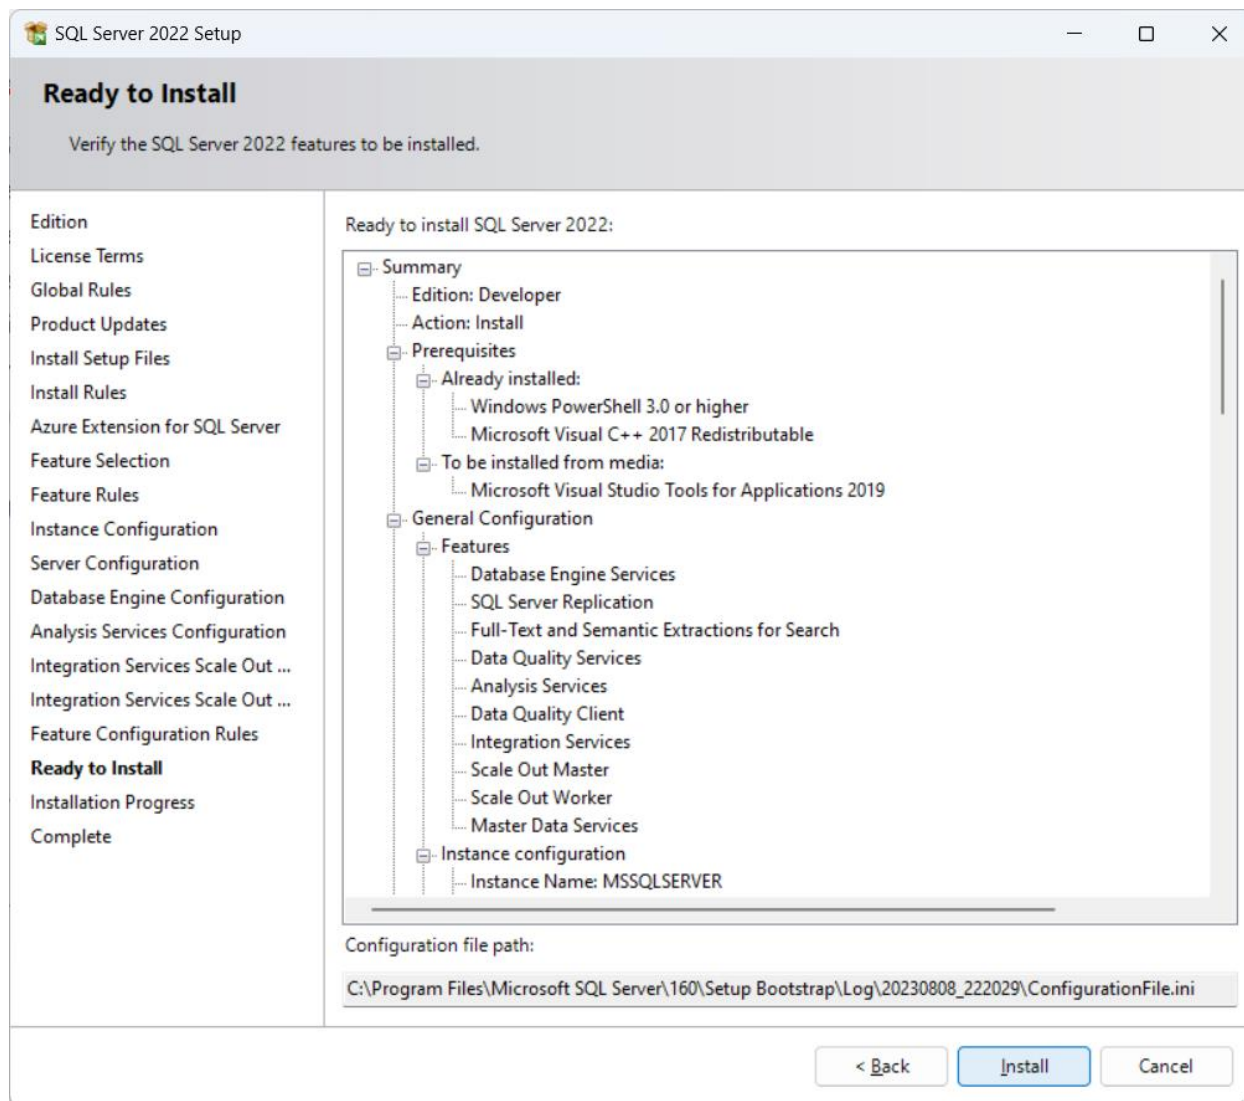 SQL Server 2022 Setup
Ready to Install
Verify the SQL Server 2022 features to be installed.
Edition
License Terms
Global Rules
Product Updates
Install Setup Files
Install Rules
Azure Extension for SQL Server
Feature Selection
Feature Rules
Instance Configuration
Server Configuration
Database Engine Configuration
Analysis Services Configuration
Integration Services Scale Out ...
Integration Services Scale Out ...
Feature Configuration Rules
Ready to Install
Installation Progress
Complete
Ready to install SQL Server 2022:
Summary
Edition: Developer
Action: Install
Prerequisites
Already installed:
Windows PowerShell 3.0 or higher
Microsoft Visual C++ 2017 Redistributable
To be installed from media:
Microsoft Visual Studio Tools for Applications 2019
General Configuration
Features
Database Engine Services
SQL Server Replication
Full-Text and Semantic Extractions for Search
Data Quality Services
Analysis Services
Data Quality Client
Integration Services
Scale Out Master
Scale Out Worker
Master Data Services
Instance configuration
Instance Name: MSSQLSERVER
Configuration file path:
C:\Program Files\Microsoft SQL Server\160\Setup Bootstrap\Log\20230808_222029\ConfigurationFile.ini
< Back
Install
Cancel